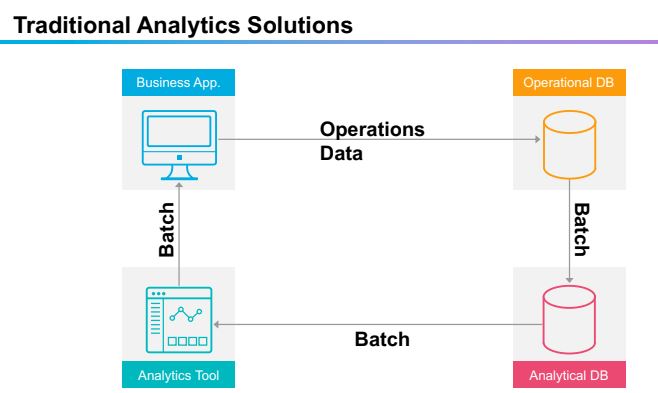 Traditional Analytics Solutions
Business App.
Operational DB
Operations
Data
Batch
Batch
Batch
Analytics Tool
Analytical DB